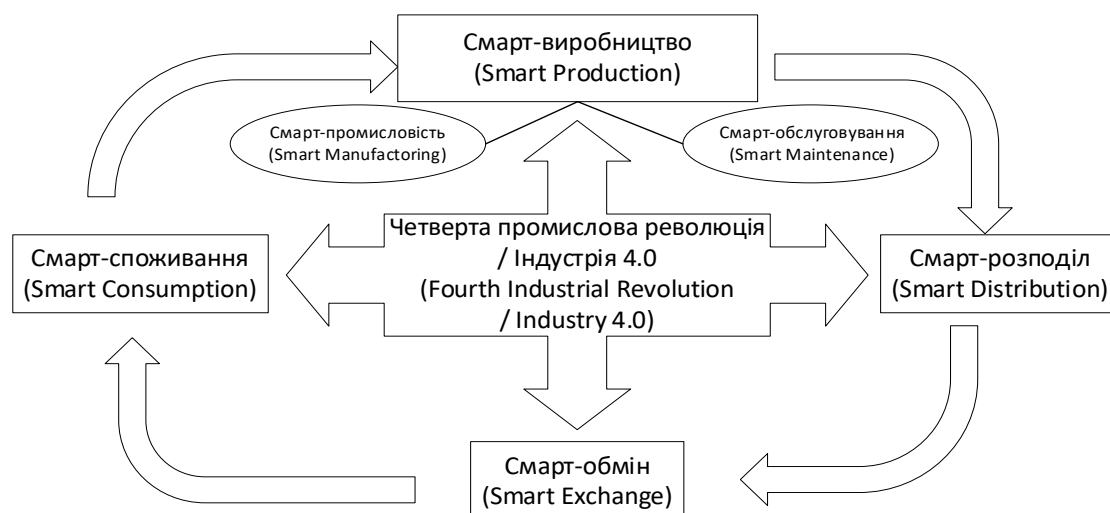 Смарт-виробництво
(Smart Production)
Смарт-промисловість
(Smart Manufactoring)
Смарт-обслуговування
(Smart Maintenance)
Четверта промислова революція
/ Індустрія 4.0
(Fourth Industrial Revolution
/ Industry 4.0)
Смарт-споживання
(Smart Consumption)
Смарт-розподіл
(Smart Distribution)
Смарт-обмін
(Smart Exchange)